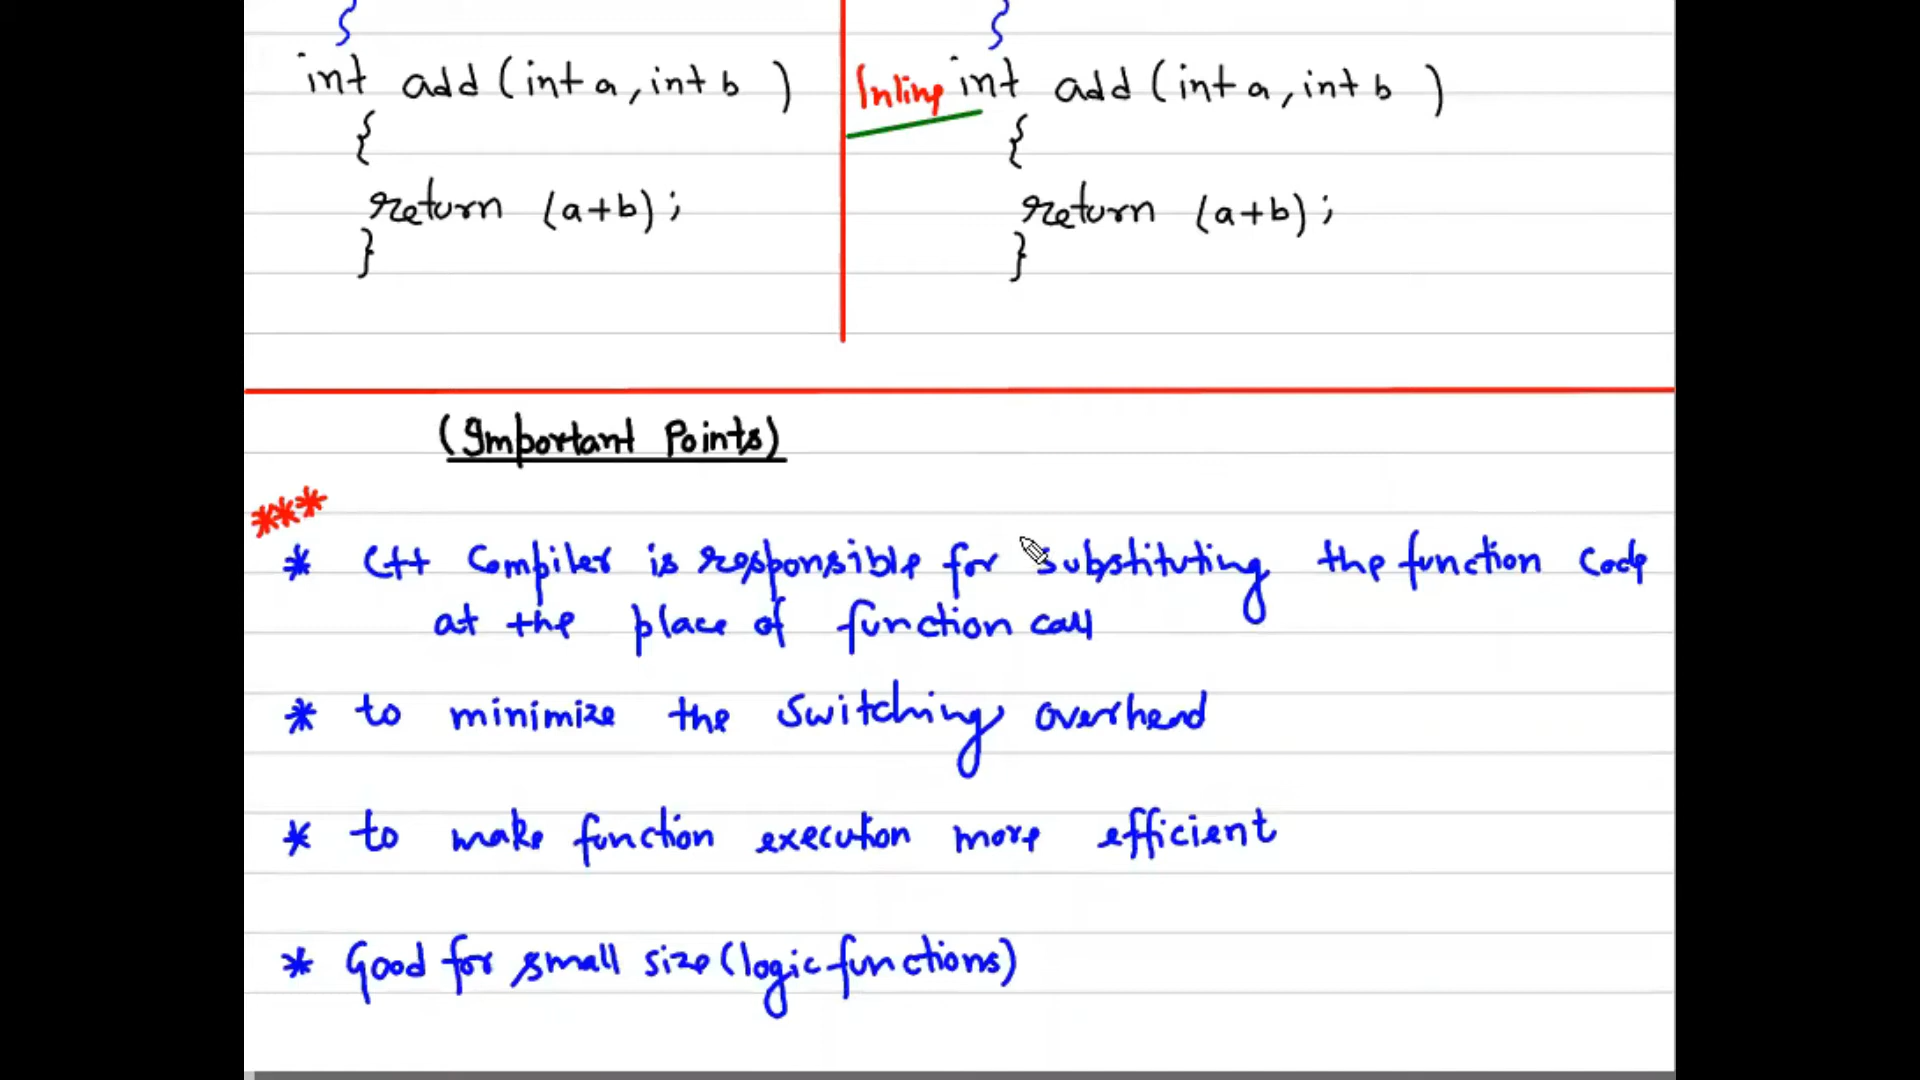 } }
int add (int a, int b ) Inline int add (int a, int b )
{ {
return (a+b); return (a+b);
} }
(Important Points)
***
* C++ Compiler is responsible for substituting the function code
at the place of function call
* to minimize the switching overhead
* to make function execution more efficient
* Good for small size (logic functions)